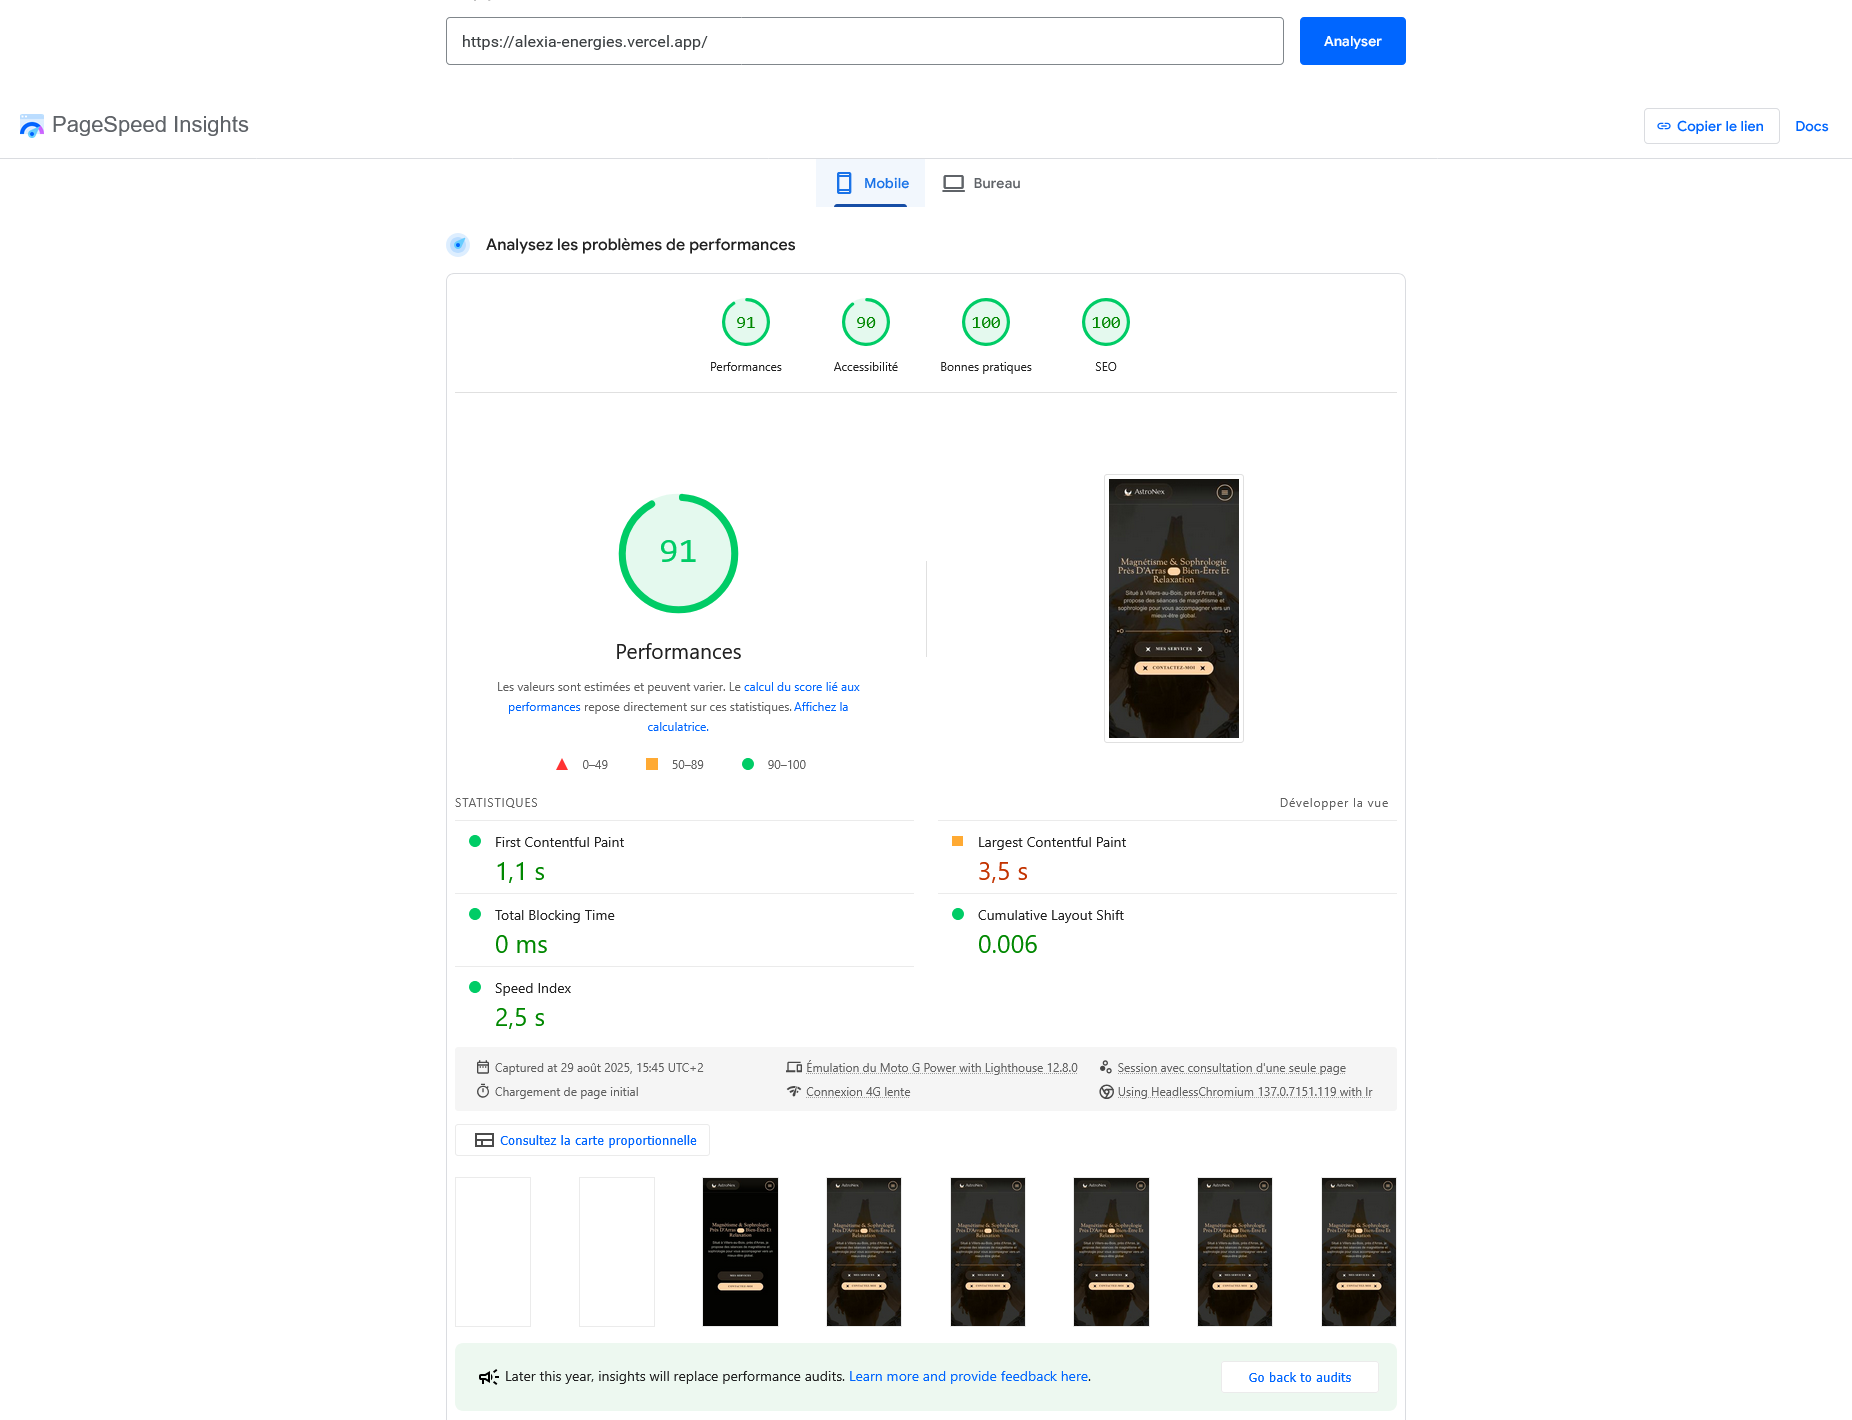 https://alexia-energies.vercel.app/
Analyser
PageSpeed Insights
Copier le lien
Docs
Mobile
Bureau
Analysez les problèmes de performances
91
90
100
100
Performances
Accessibilité
Bonnes pratiques
SEO
91
Performances
Les valeurs sont estimées et peuvent varier. Le calcul du score lié aux
performances repose directement sur ces statistiques. Affichez la
calculatrice.
0–49
50–89
90–100
AstroNex
Magnétisme & Sophrologie
Près D'Arras Bien-Être Et
Relaxation
Situé à Villers-au-Bois, près d'Arras, je
propose des séances de magnétisme et
sophrologie pour vous accompagner vers un
mieux-être global.
MES SERVICES
CONTACTEZ-MOI
STATISTIQUES
Développer la vue
First Contentful Paint
1,1 s
Largest Contentful Paint
3,5 s
Total Blocking Time
0 ms
Cumulative Layout Shift
0.006
Speed Index
2,5 s
Captured at 29 août 2025, 15:45 UTC+2
Émulation du Moto G Power with Lighthouse 12.8.0
Session avec consultation d'une seule page
Chargement de page initial
Connexion 4G lente
Using HeadlessChromium 137.0.7151.119 with lr
Consultez la carte proportionnelle
Later this year, insights will replace performance audits. Learn more and provide feedback here.
Go back to audits